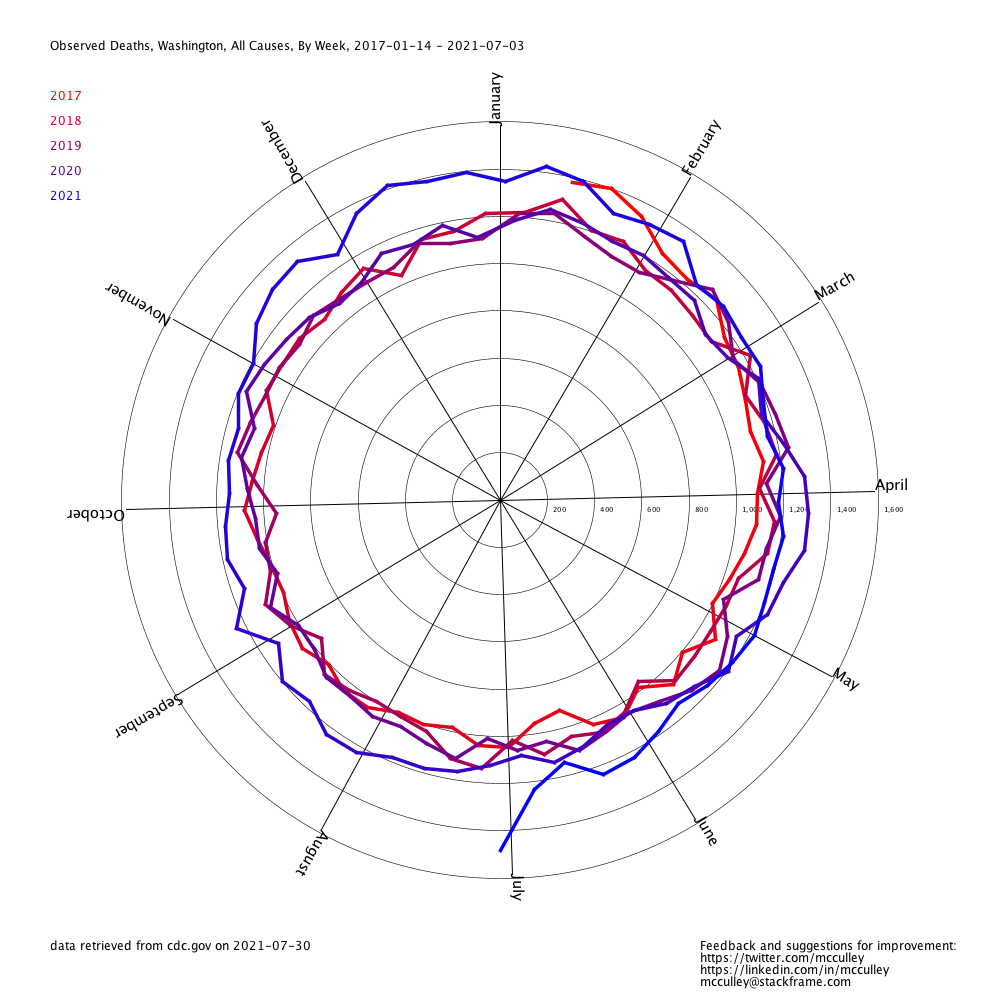 Observed Deaths, Washington, All Causes, By Week, 2017-01-14 - 2021-07-03
2017
2018
2019
2020
2021
January
February
March
April
May
June
July
August
September
October
November
December
200
400
600
800
1,000
1,200
1,400
1,600
data retrieved from cdc.gov on 2021-07-30
Feedback and suggestions for improvement:
https://twitter.com/mcculley
https://linkedin.com/in/mcculley
mcculley@stackframe.com